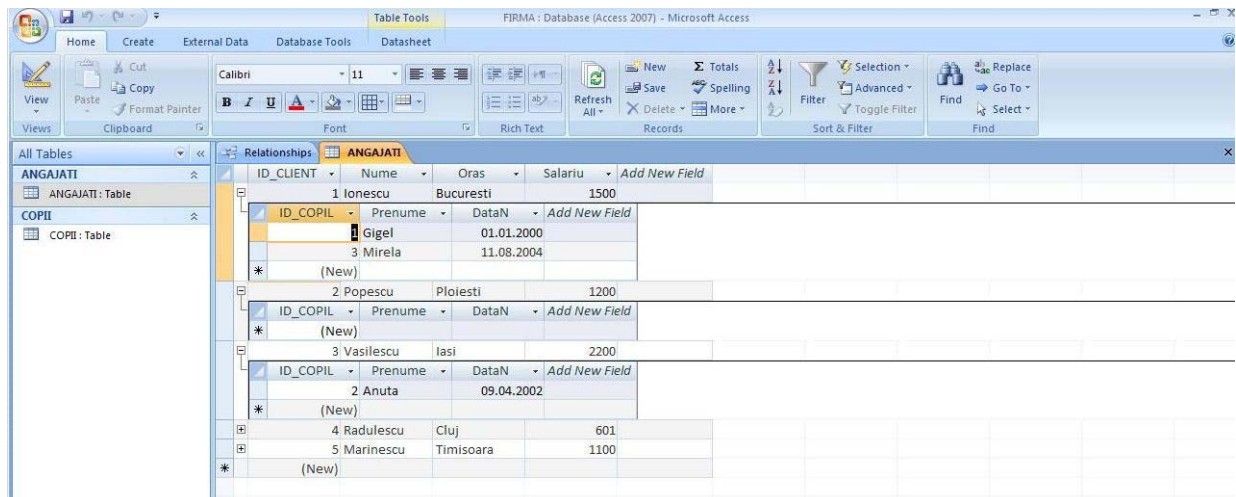 Table Tools FIRMA : Database (Access 2007) - Microsoft Access
Home Create External Data Database Tools Datasheet
View
Views
Paste
Cut
Copy
Format Painter
Clipboard
Calibri 11
B I U A
Font
Rich Text
Refresh All
New
Save
Delete
Σ Totals
Spelling
More
Records
Filter
Selection
Advanced
Toggle Filter
Sort & Filter
Find
Replace
Go To
Select
Find
All Tables
ANGAJATI
ANGAJATI : Table
COPII
COPII : Table
Relationships ANGAJATI
ID_CLIENT Nume Oras Salariu Add New Field
1 Ionescu Bucuresti 1500
ID_COPIL Prenume DataN Add New Field
1 Gigel 01.01.2000
3 Mirela 11.08.2004
(New)
2 Popescu Ploiesti 1200
ID_COPIL Prenume DataN Add New Field
(New)
3 Vasilescu Iasi 2200
ID_COPIL Prenume DataN Add New Field
2 Anuta 09.04.2002
(New)
4 Radulescu Cluj 601
5 Marinescu Timisoara 1100
(New)